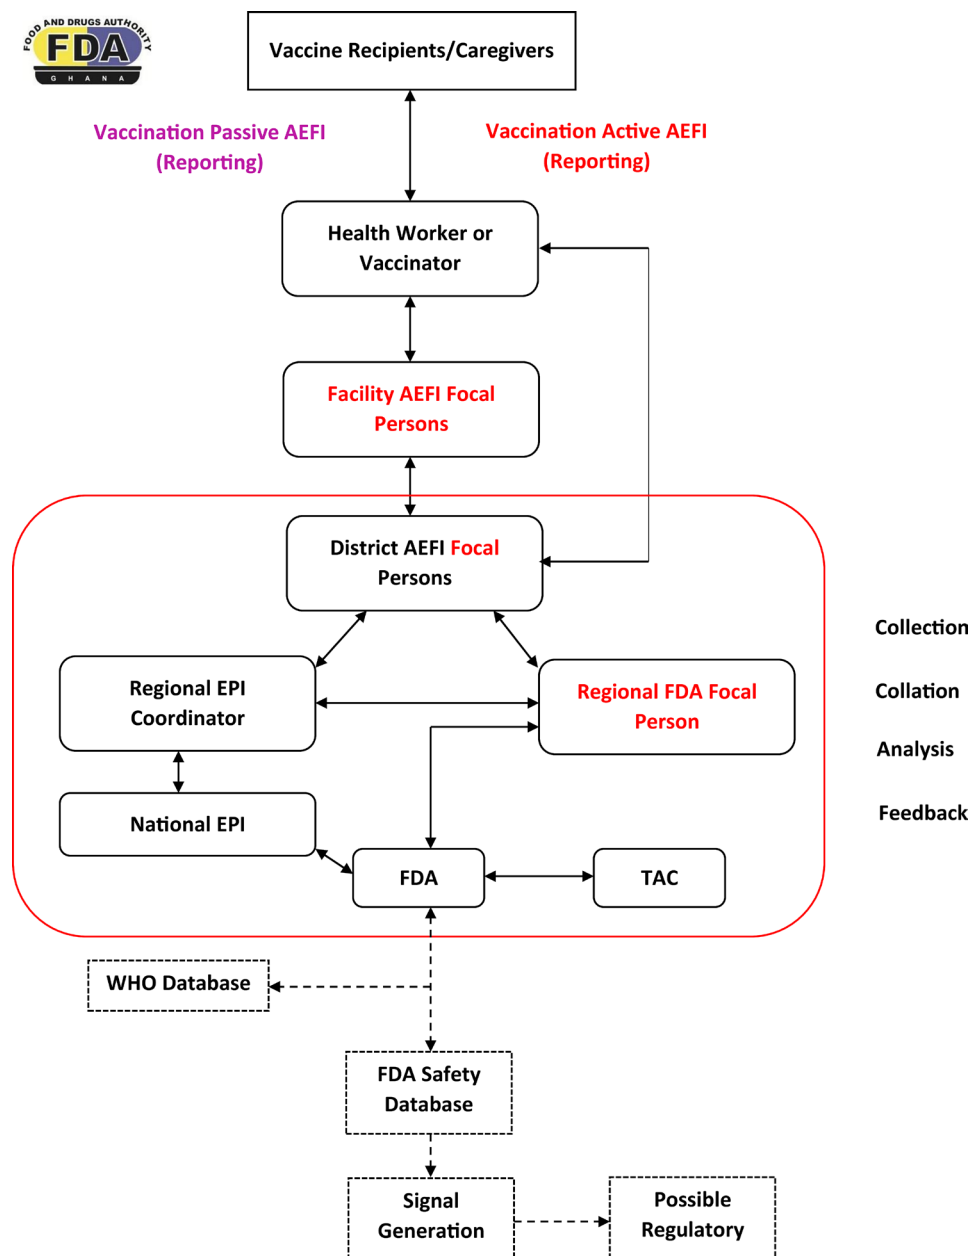 FOOD AND DRUGS AUTHORITY
FDA
GHANA
Vaccine Recipients/Caregivers
Vaccination Passive AEFI
(Reporting)
Vaccination Active AEFI
(Reporting)
Health Worker or
Vaccinator
Facility AEFI Focal
Persons
District AEFI Focal
Persons
Regional EPI
Coordinator
Regional FDA Focal
Person
National EPI
FDA
TAC
Collection
Collation
Analysis
Feedback
WHO Database
FDA Safety
Database
Signal
Generation
Possible
Regulatory